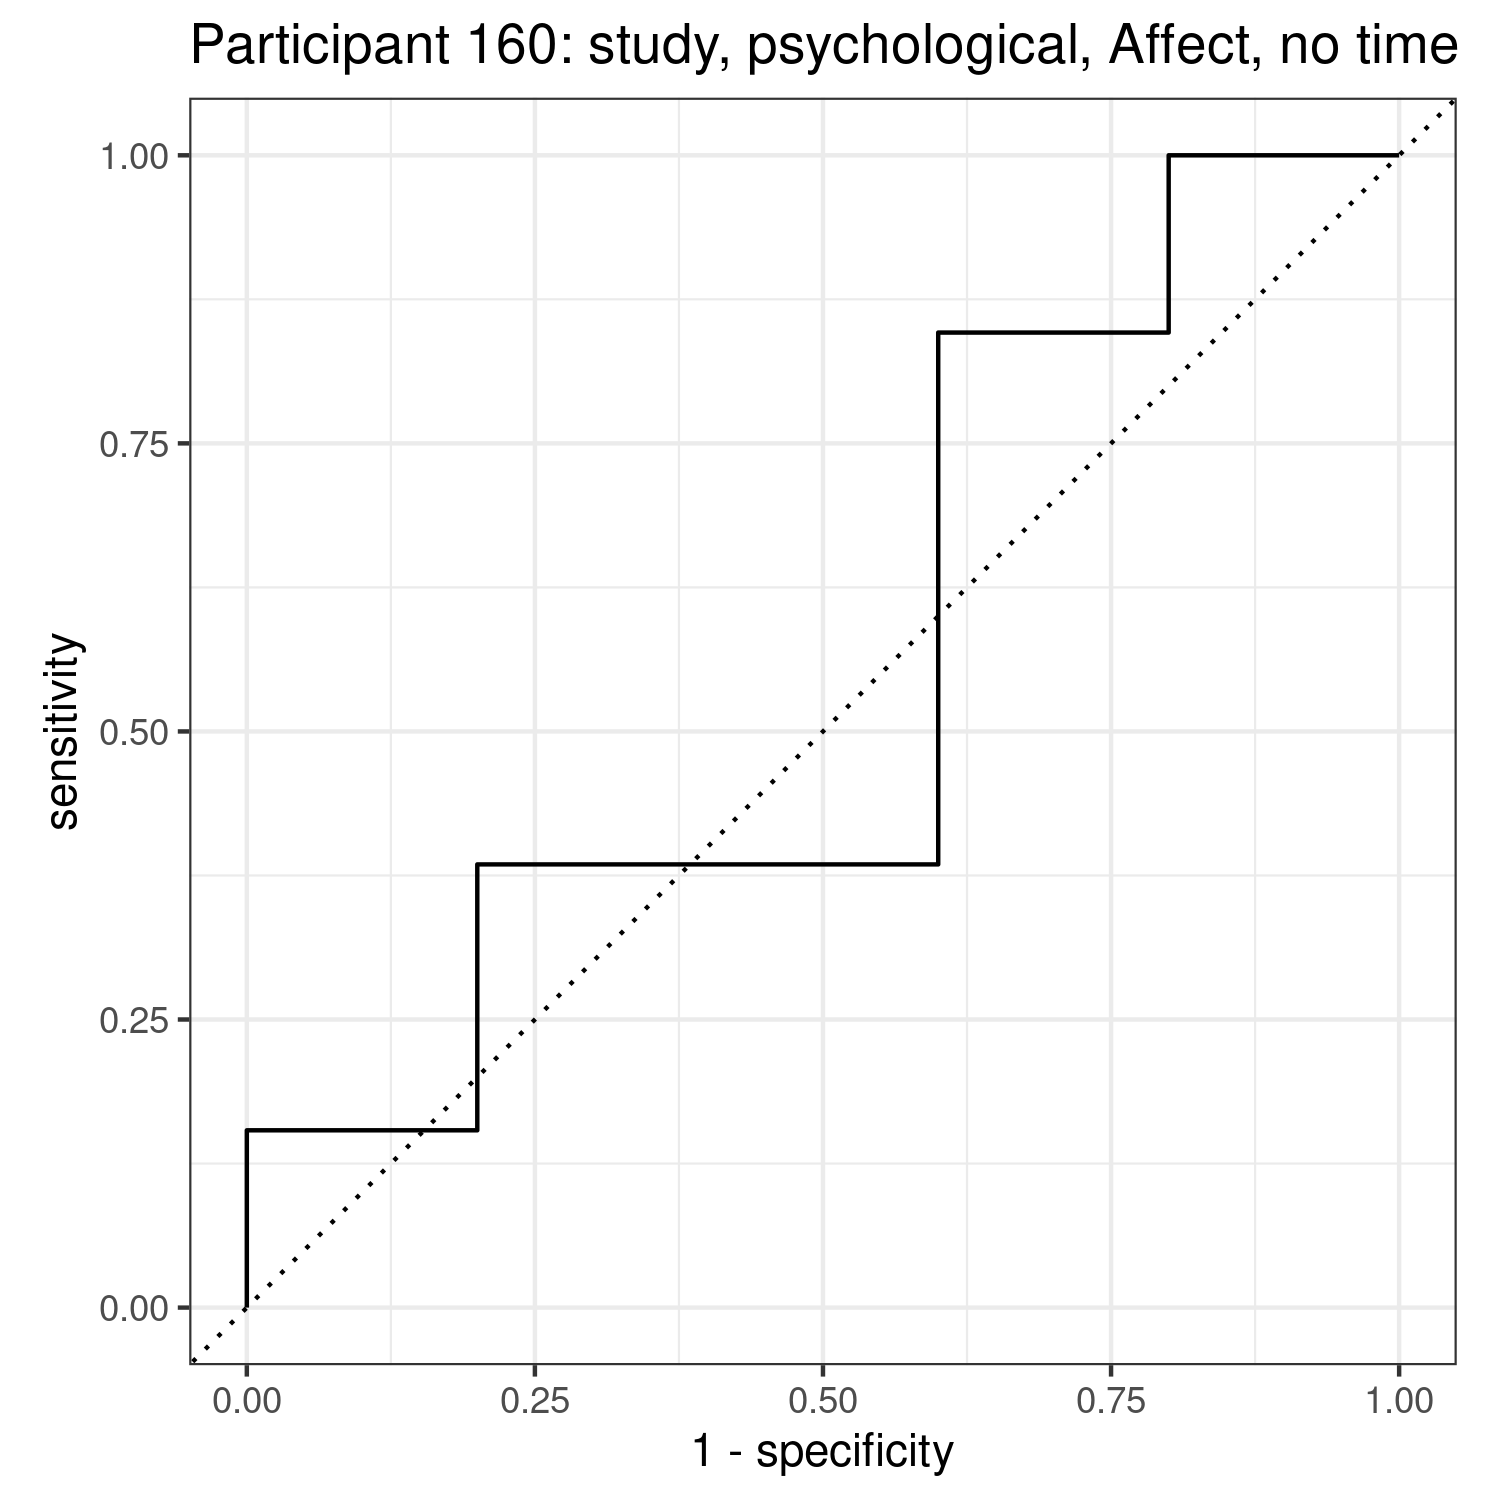 Participant 160: study, psychological, Affect, no time
sensitivity
1.00
0.75
0.50
0.25
0.00
0.00 0.25 0.50 0.75 1.00
1 - specificity